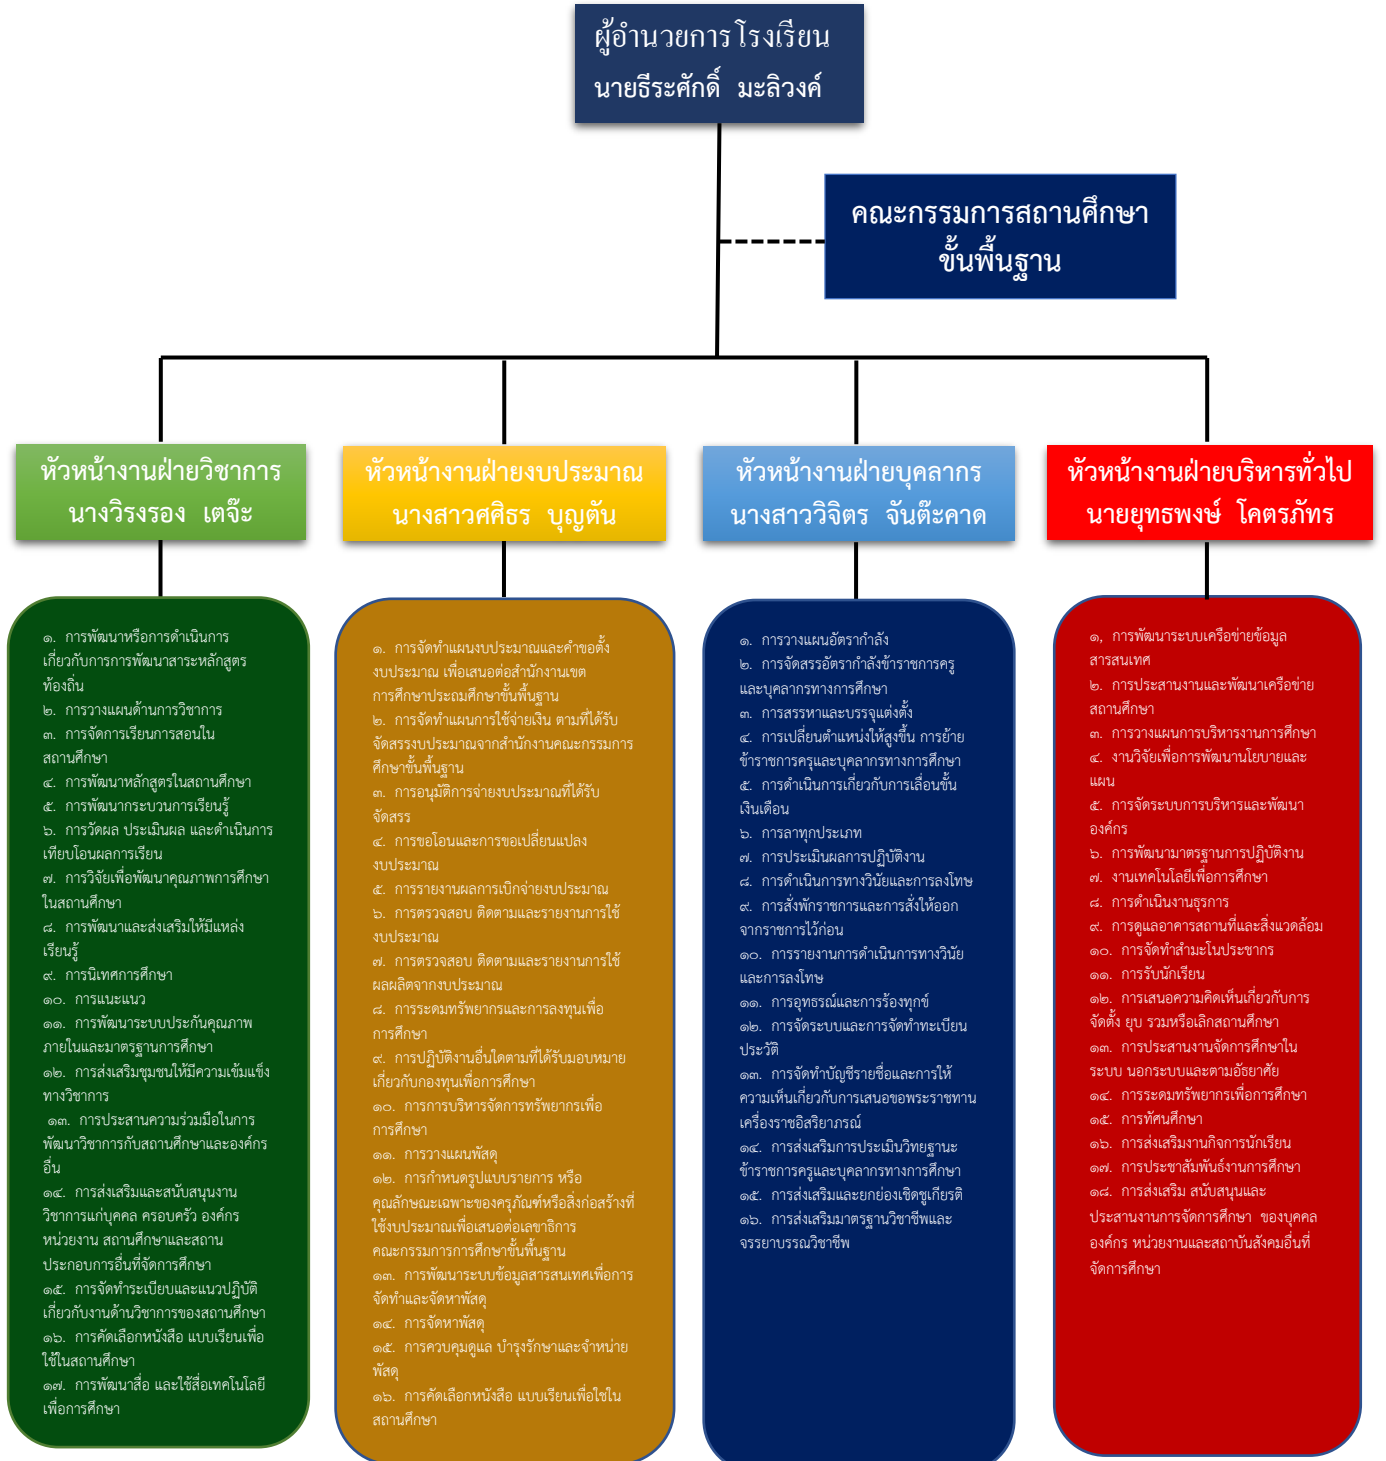 ผู้อำนวยการโรงเรียน
นายธีระศักดิ์ มะลิวงค์
คณะกรรมการสถานศึกษา
ขั้นพื้นฐาน
หัวหน้างานฝ่ายวิชาการ
นางวิรงรอง เตจ๊ะ
หัวหน้างานฝ่ายงบประมาณ
นางสาวศศิธร บุญตัน
หัวหน้างานฝ่ายบุคลากร
นางสาววิจิตร จันต๊ะคาด
หัวหน้างานฝ่ายบริหารทั่วไป
นายยุทธพงษ์ โคตรภัทร
๑. การพัฒนาหรือการดำเนินการ
เกี่ยวกับการการพัฒนาสาระหลักสูตร
ท้องถิ่น
๒. การวางแผนด้านการวิชาการ
๓. การจัดการเรียนการสอนใน
สถานศึกษา
๔. การพัฒนาหลักสูตรในสถานศึกษา
๕. การพัฒนากระบวนการเรียนรู้
๖. การวัดผล ประเมินผล และดำเนินการ
เทียบโอนผลการเรียน
๗. การวิจัยเพื่อพัฒนาคุณภาพการศึกษา
ในสถานศึกษา
๘. การพัฒนาและส่งเสริมให้มีแหล่ง
เรียนรู้
๙. การนิเทศการศึกษา
๑๐. การแนะแนว
๑๑. การพัฒนาระบบประกันคุณภาพ
ภายในและมาตรฐานการศึกษา
๑๒. การส่งเสริมชุมชนให้มีความเข้มแข็ง
ทางวิชาการ
๑๓. การประสานความร่วมมือในการ
พัฒนาวิชาการกับสถานศึกษาและองค์กร
อื่น
๑๔. การส่งเสริมและสนับสนุนงาน
วิชาการแก่บุคคล ครอบครัว องค์กร
หน่วยงาน สถานศึกษาและสถาน
ประกอบการอื่นที่จัดการศึกษา
๑๕. การจัดทำระเบียบและแนวปฏิบัติ
เกี่ยวกับงานด้านวิชาการของสถานศึกษา
๑๖. การคัดเลือกหนังสือ แบบเรียนเพื่อ
ใช้ในสถานศึกษา
๑๗. การพัฒนาสื่อ และใช้สื่อเทคโนโลยี
เพื่อการศึกษา
๑. การจัดทำแผนงบประมาณและคำขอตั้ง
งบประมาณ เพื่อเสนอต่อสำนักงานเขต
การศึกษาประถมศึกษาขั้นพื้นฐาน
๒. การจัดทำแผนการใช้จ่ายเงิน ตามที่ได้รับ
จัดสรรงบประมาณจากสำนักงานคณะกรรมการ
ศึกษาขั้นพื้นฐาน
๓. การอนุมัติการจ่ายงบประมาณที่ได้รับ
จัดสรร
๔. การขอโอนและการขอเปลี่ยนแปลง
งบประมาณ
๕. การรายงานผลการเบิกจ่ายงบประมาณ
๖. การตรวจสอบ ติดตามและรายงานการใช้
งบประมาณ
๗. การตรวจสอบ ติดตามและรายงานการใช้
ผลผลิตจากงบประมาณ
๘. การระดมทรัพยากรและการลงทุนเพื่อ
การศึกษา
๙. การปฏิบัติงานอื่นใดตามที่ได้รับมอบหมาย
เกี่ยวกับกองทุนเพื่อการศึกษา
๑๐. การการบริหารจัดการทรัพยากรเพื่อ
การศึกษา
๑๑. การวางแผนพัสดุ
๑๒. การกำหนดรูปแบบรายการ หรือ
คุณลักษณะเฉพาะของครุภัณฑ์หรือสิ่งก่อสร้างที่
ใช้งบประมาณเพื่อเสนอต่อเลขาธิการ
คณะกรรมการการศึกษาขั้นพื้นฐาน
๑๓. การพัฒนาระบบข้อมูลสารสนเทศเพื่อการ
จัดทำและจัดหาพัสดุ
๑๔. การจัดหาพัสดุ
๑๕. การควบคุมดูแล บำรุงรักษาและจำหน่าย
พัสดุ
๑๖. การคัดเลือกหนังสือ แบบเรียนเพื่อใช้ใน
สถานศึกษา
๑. การวางแผนอัตรากำลัง
๒. การจัดสรรอัตรากำลังข้าราชการครู
และบุคลากรทางการศึกษา
๓. การสรรหาและบรรจุแต่งตั้ง
๔. การเปลี่ยนตำแหน่งให้สูงขึ้น การย้าย
ข้าราชการครุและบุคลากรทางการศึกษา
๕. การดำเนินการเกี่ยวกับการเลื่อนขั้น
เงินเดือน
๖. การลาทุกประเภท
๗. การประเมินผลการปฏิบัติงาน
๘. การดำเนินการทางวินัยและการลงโทษ
๙. การสั่งพักราชการและการสั่งให้ออก
จากราชการไว้ก่อน
๑๐. การรายงานการดำเนินการทางวินัย
และการลงโทษ
๑๑. การอุทธรณ์และการร้องทุกข์
๑๒. การจัดระบบและการจัดทำทะเบียน
ประวัติ
๑๓. การจัดทำบัญชีรายชื่อและการให้
ความเห็นเกี่ยวกับการเสนอขอพระราชทาน
เครื่องราชอิสริยาภรณ์
๑๔. การส่งเสริมการประเมินวิทยฐานะ
ข้าราชการครูและบุคลากรทางการศึกษา
๑๕. การส่งเสริมและยกย่องเชิดชูเกียรติ
๑๖. การส่งเสริมมาตรฐานวิชาชีพและ
จรรยาบรรณวิชาชีพ
๑, การพัฒนาระบบเครือข่ายข้อมูล
สารสนเทศ
๒. การประสานงานและพัฒนาเครือข่าย
สถานศึกษา
๓. การวางแผนการบริหารงานการศึกษา
๔. งานวิจัยเพื่อการพัฒนานโยบายและ
แผน
๕. การจัดระบบการบริหารและพัฒนา
องค์กร
๖. การพัฒนามาตรฐานการปฏิบัติงาน
๗. งานเทคโนโลยีเพื่อการศึกษา
๘. การดำเนินงานธุรการ
๙. การดูแลอาคารสถานที่และสิ่งแวดล้อม
๑๐. การจัดทำสำมะโนประชากร
๑๑. การรับนักเรียน
๑๒. การเสนอความคิดเห็นเกี่ยวกับการ
จัดตั้ง ยุบ รวมหรือเลิกสถานศึกษา
๑๓. การประสานงานจัดการศึกษาใน
ระบบ นอกระบบและตามอัธยาศัย
๑๔. การระดมทรัพยากรเพื่อการศึกษา
๑๕. การทัศนศึกษา
๑๖. การส่งเสริมงานกิจการนักเรียน
๑๗. การประชาสัมพันธ์งานการศึกษา
๑๘. การส่งเสริม สนับสนุนและ
ประสานงานการจัดการศึกษา ของบุคคล
องค์กร หน่วยงานและสถาบันสังคมอื่นที่
จัดการศึกษา